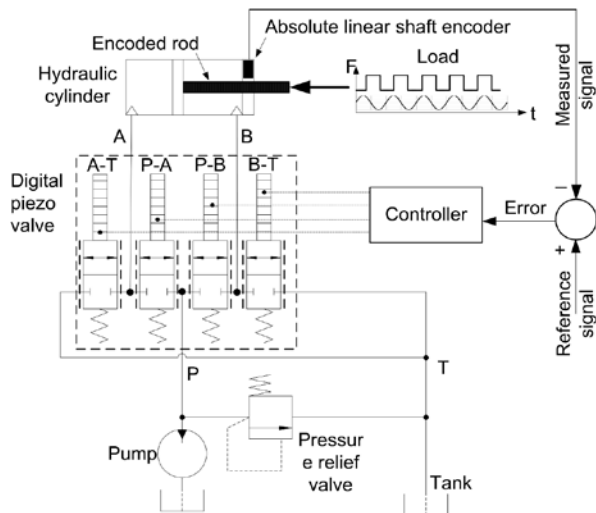 Absolute linear shaft encoder
Encoded rod
Hydraulic
cylinder
F
Load
t
Measured
signal
A
B
A-T
P-A
P-B
B-T
Digital
piezo
valve
Controller
Error
−
+
Reference
signal
P
T
Pump
Pressur
e relief
valve
Tank